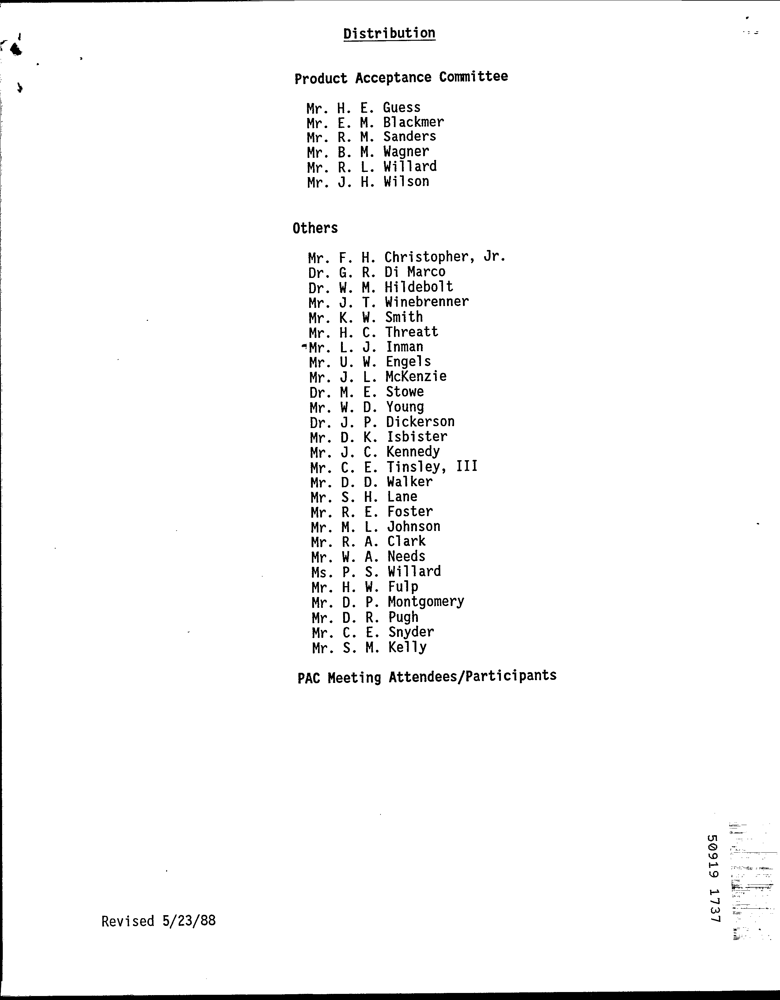 Distribution
Product Acceptance Committee
Mr. H. E. Guess
Mr. E. M. Blackmer
Mr. R. M. Sanders
Mr. B. M. Wagner
Mr. R. L. Willard
Mr. J. H. Wilson
Others
Mr. F. H. Christopher, Jr.
Dr. G. R. Di Marco
Dr. W. M. Hildebolt
Mr. J. T. Winebrenner
Mr. K. W. Smith
Mr. H. C. Threatt
Mr. L. J. Inman
Mr. U. W. Engels
Mr. J. L. McKenzie
Dr. M. E. Stowe
Mr. W. D. Young
Dr. J. P. Dickerson
Mr. D. K. Isbister
Mr. J. C. Kennedy
Mr. C. E. Tinsley, III
Mr. D. D. Walker
Mr. S. H. Lane
Mr. R. E. Foster
Mr. M. L. Johnson
Mr. R. A. Clark
Mr. W. A. Needs
Ms. P. S. Willard
Mr. H. W. Fulp
Mr. D. P. Montgomery
Mr. D. R. Pugh
Mr. C. E. Snyder
Mr. S. M. Kelly
PAC Meeting Attendees/Participants
50919 1737
Revised 5/23/88